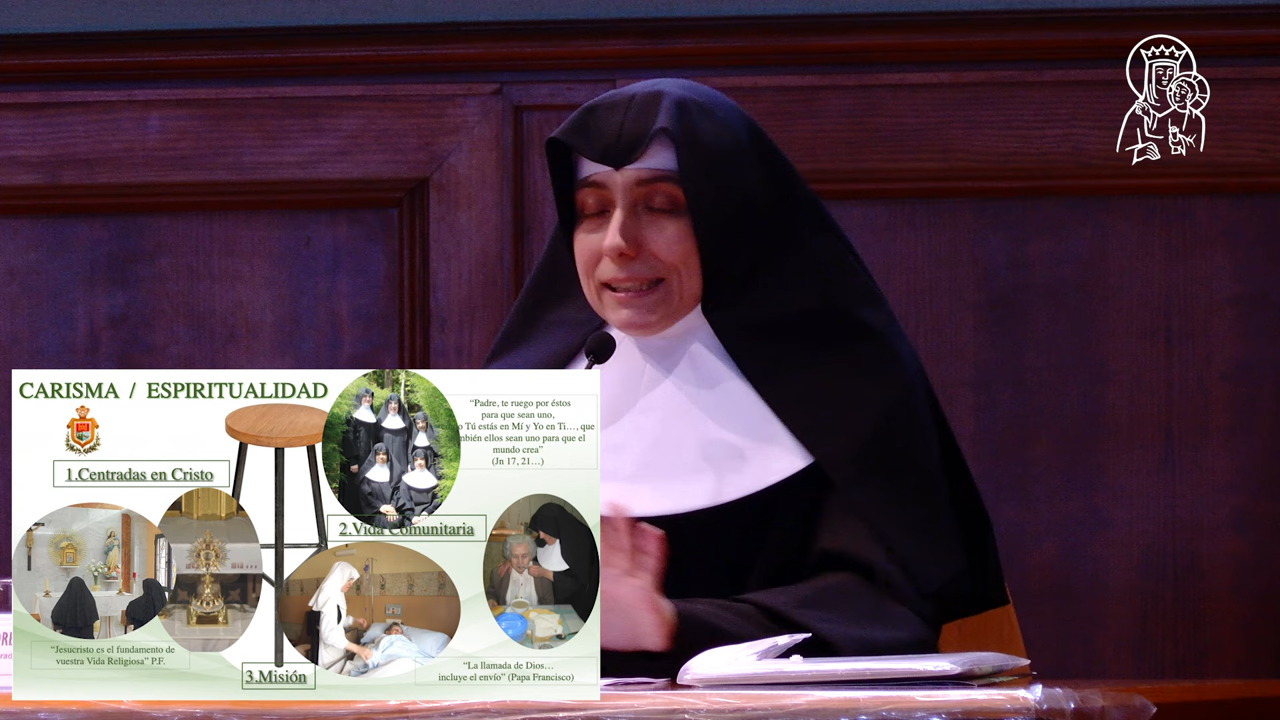 CARISMA / ESPIRITUALIDAD
1.Centradas en Cristo
“Padre, te ruego por éstos
para que sean uno,
Tú estás en Mí y Yo en Ti…, que
ellos sean uno para que el
mundo crea”
(Jn 17, 21…)
2.Vida Comunitaria
“Jesucristo es el fundamento de
vuestra Vida Religiosa” P.F.
3.Misión
“La llamada de Dios…
incluye el envío” (Papa Francisco)